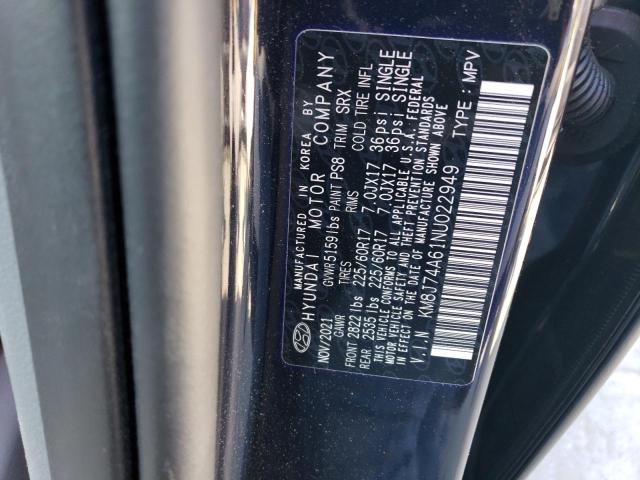 MANUFACTURED IN KOREA BY
HYUNDAI MOTOR COMPANY
NOV/2021 GVWR 5159 lbs PAINT PS8 TRIM SRX
GAWR TIRES RIMS COLD TIRE INFL
FRONT 2822 lbs 225/60R17 7.0JX17 36psi SINGLE
REAR 2535 lbs 225/60R17 7.0JX17 36psi SINGLE
THIS VEHICLE CONFORMS TO ALL APPLICABLE U.S.A. FEDERAL
MOTOR VEHICLE SAFETY AND THEFT PREVENTION STANDARDS
IN EFFECT ON THE DATE OF MANUFACTURE SHOWN ABOVE
V.I.N KM8J74A61NU022949 TYPE : MPV